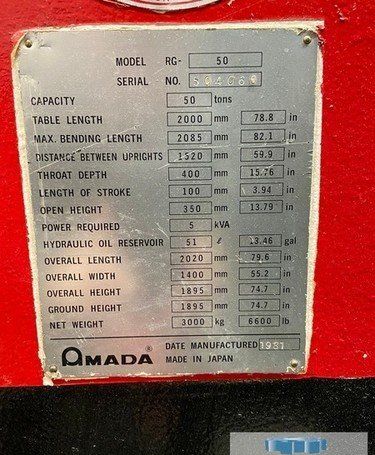 MODEL RG- 50
SERIAL NO.
CAPACITY 50 tons
TABLE LENGTH 2000 mm 78.8 in
MAX. BENDING LENGTH 2085 mm 82.1 in
DISTANCE BETWEEN UPRIGHTS 1520 mm 59.9 in
THROAT DEPTH 400 mm 15.76 in
LENGTH OF STROKE 100 mm 3.94 in
OPEN HEIGHT 350 mm 13.79 in
POWER REQUIRED 5 kVA
HYDRAULIC OIL RESERVOIR 51 ℓ 13.46 gal
OVERALL LENGTH 2020 mm 79.6 in
OVERALL WIDTH 1400 mm 55.2 in
OVERALL HEIGHT 1895 mm 74.7 in
GROUND HEIGHT 1895 mm 74.7 in
NET WEIGHT 3000 kg 6600 lb
AMADA® DATE MANUFACTURED 1981
MADE IN JAPAN